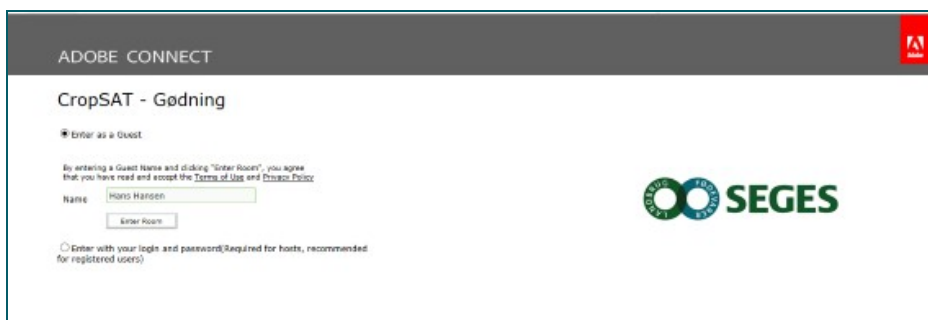 ADOBE CONNECT
Adobe
CropSAT - Gødning
Enter as a Guest
By entering a Guest Name and clicking "Enter Room", you agree
that you have read and accept the Terms of Use and Privacy Policy
Name Hans Hansen
Enter Room
LANDBRUG FØDEVARER SEGES
Enter with your login and password(Required for hosts, recommended
for registered users)